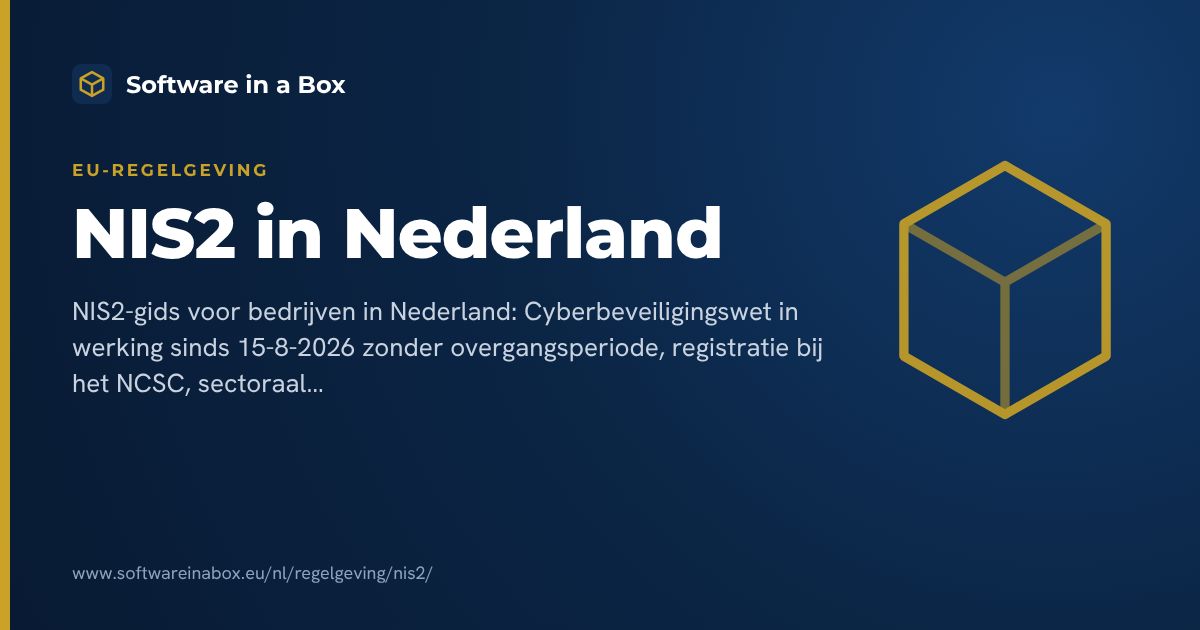 Software in a Box
EU-REGELGEVING
NIS2 in Nederland
NIS2-gids voor bedrijven in Nederland: Cyberbeveiligingswet in
werking sinds 15-8-2026 zonder overgangsperiode, registratie bij
het NCSC, sectoraal...
www.softwareinabox.eu/nl/regelgeving/nis2/